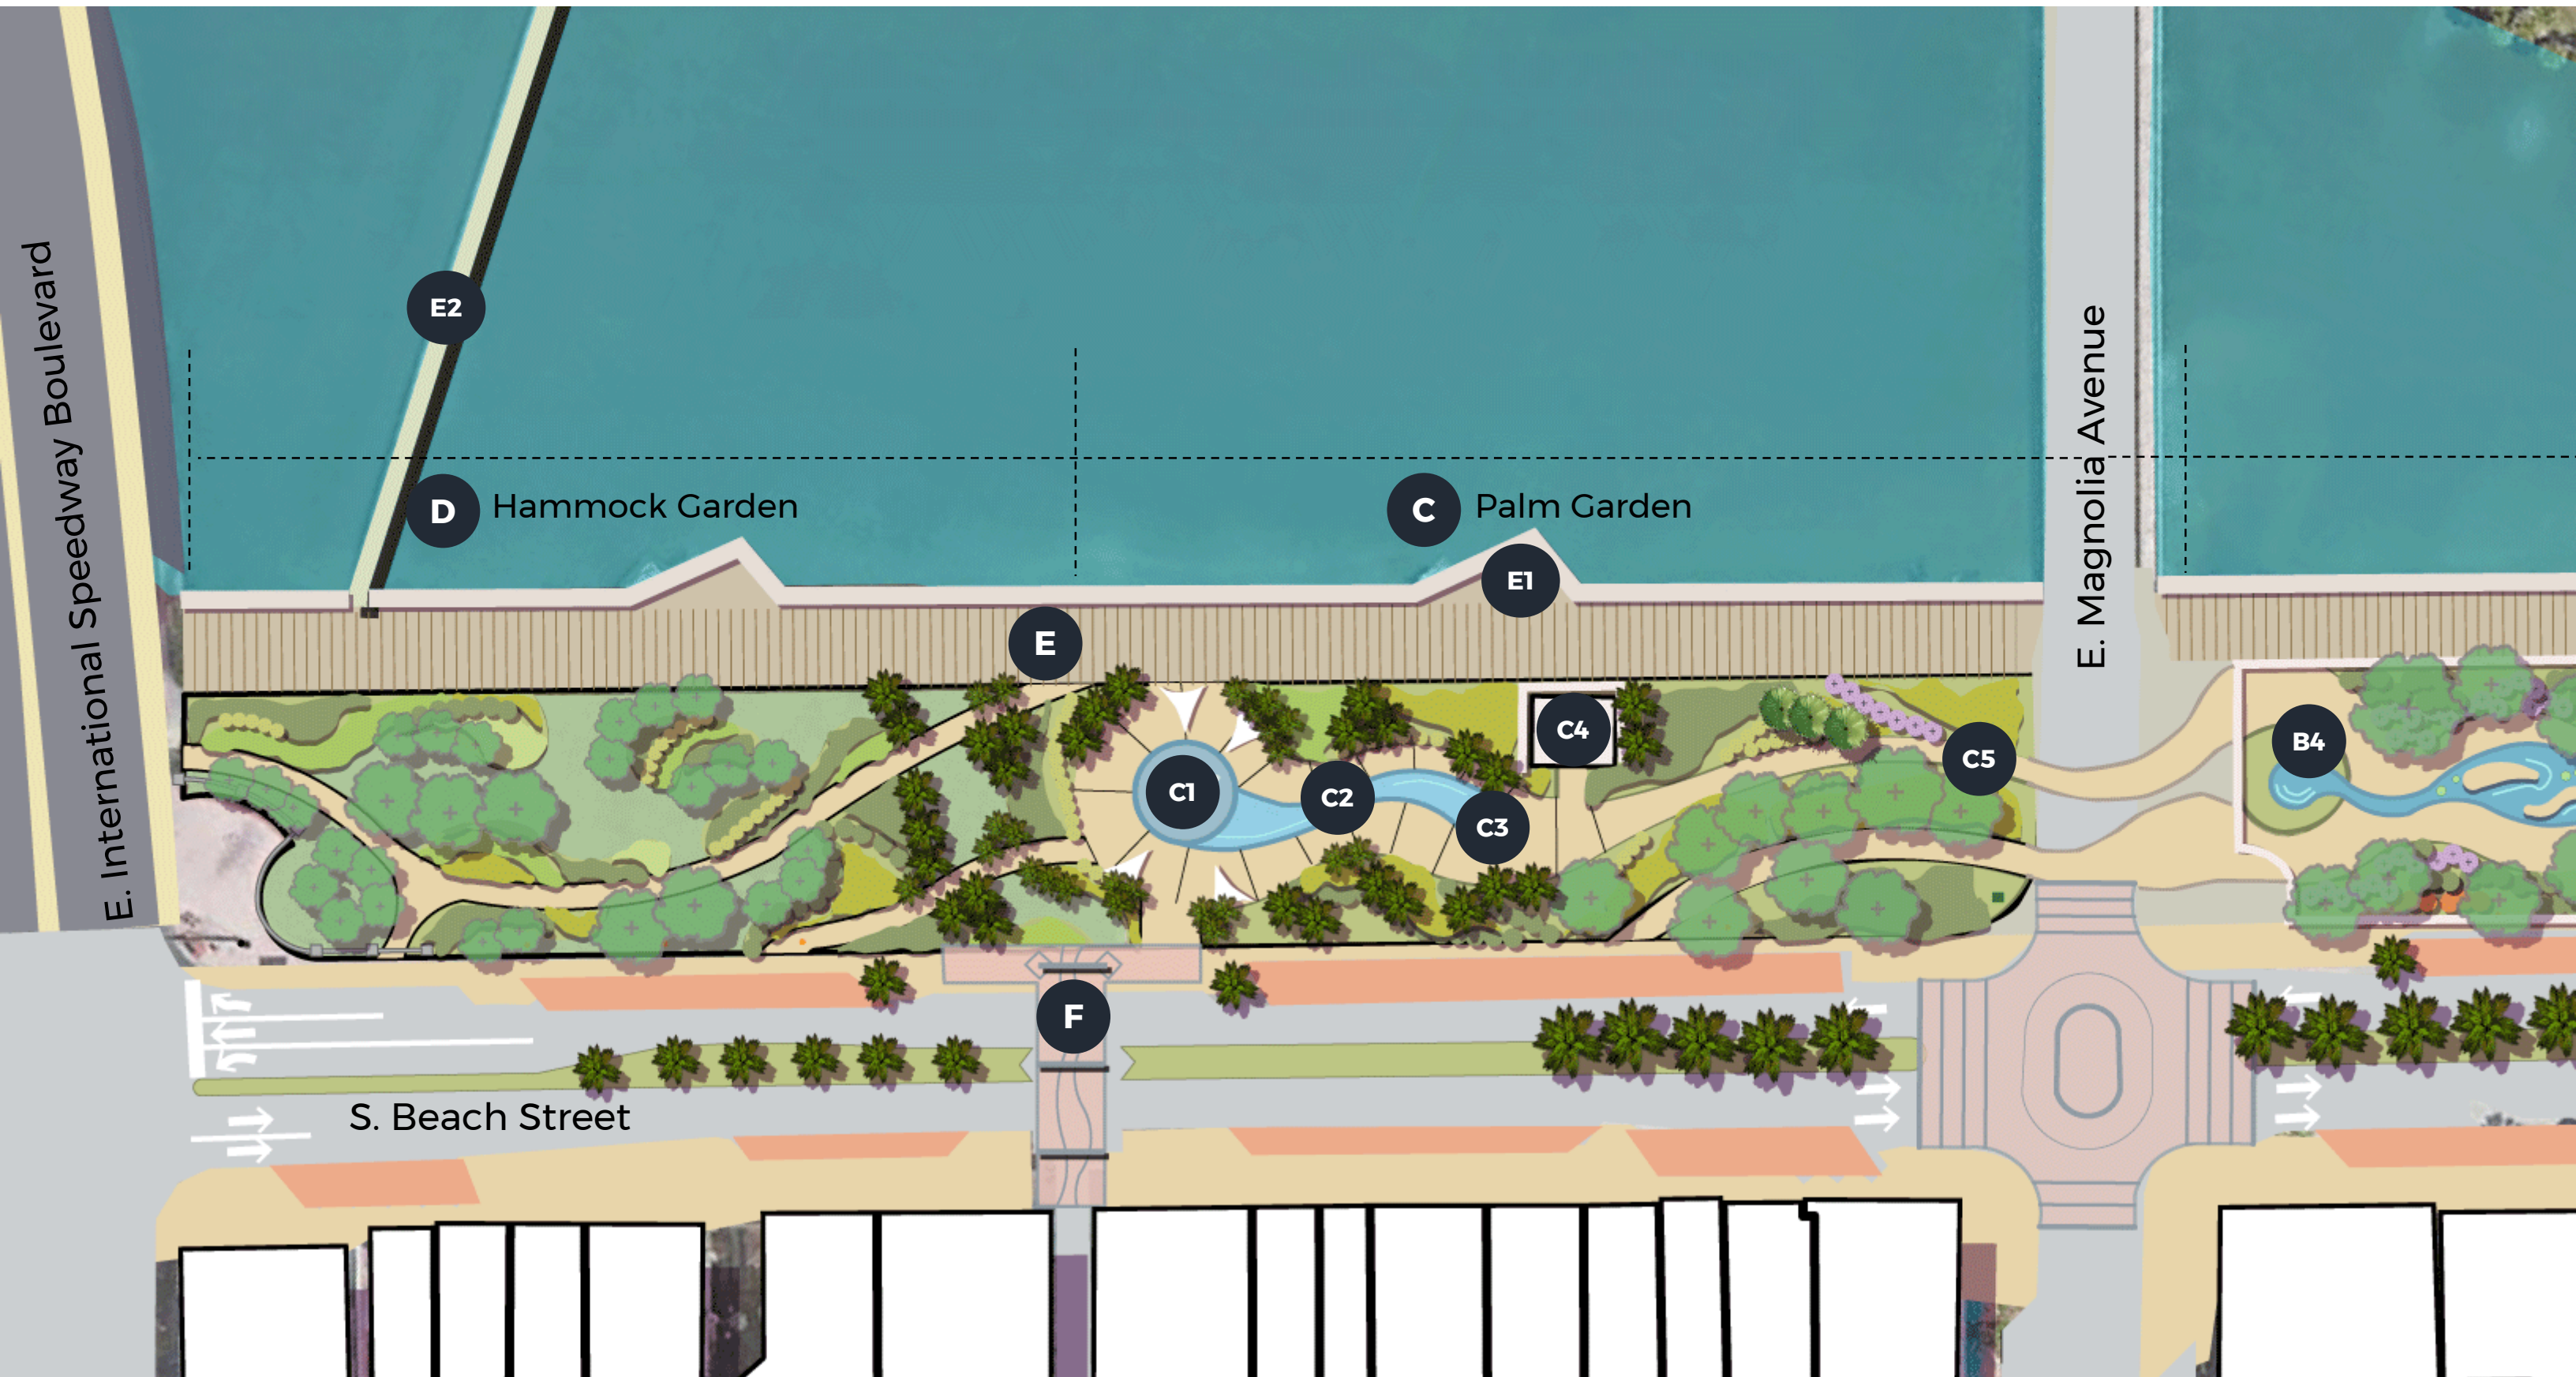 E. International Speedway Boulevard
E2
D Hammock Garden
C Palm Garden
E. Magnolia Avenue
E1
E
C1
C2
C3
C4
C5
B4
F
S. Beach Street